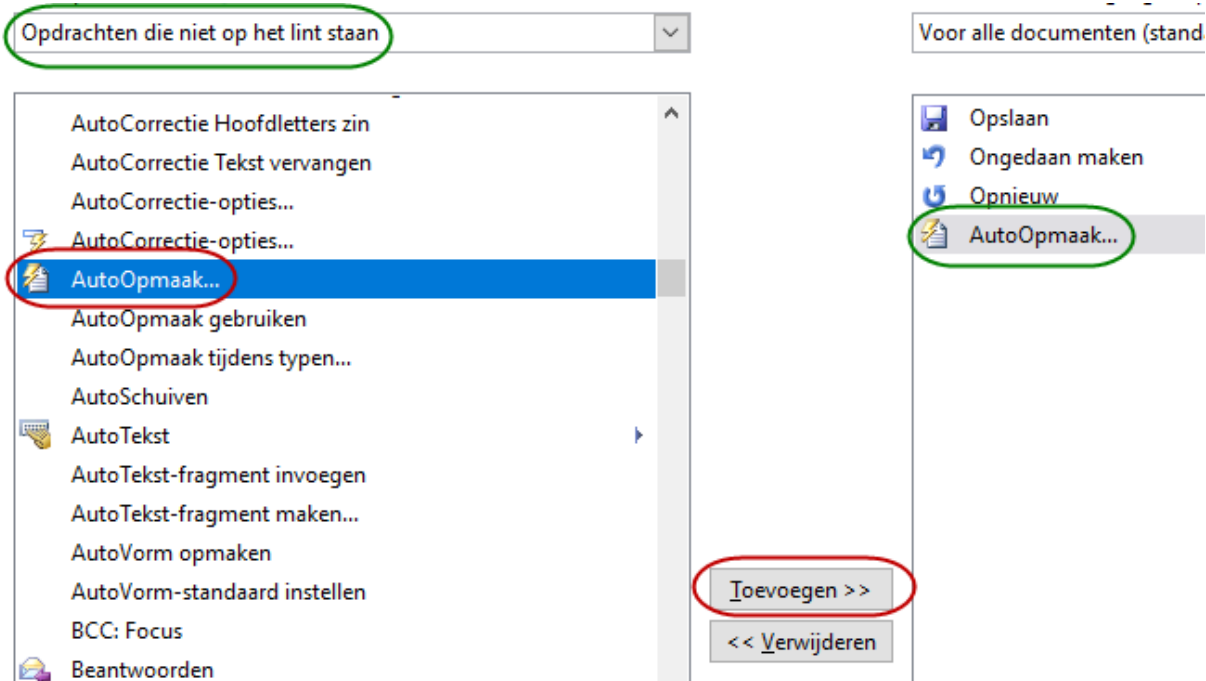 Opdrachten die niet op het lint staan
AutoCorrectie Hoofdletters zin
AutoCorrectie Tekst vervangen
AutoCorrectie-opties...
AutoCorrectie-opties...
AutoOpmaak...
AutoOpmaak gebruiken
AutoOpmaak tijdens typen...
AutoSchuiven
AutoTekst
AutoTekst-fragment invoegen
AutoTekst-fragment maken...
AutoVorm opmaken
AutoVorm-standaard instellen
BCC: Focus
Beantwoorden
Toevoegen >>
<< Verwijderen
Voor alle documenten (stand
Opslaan
Ongedaan maken
Opnieuw
AutoOpmaak...